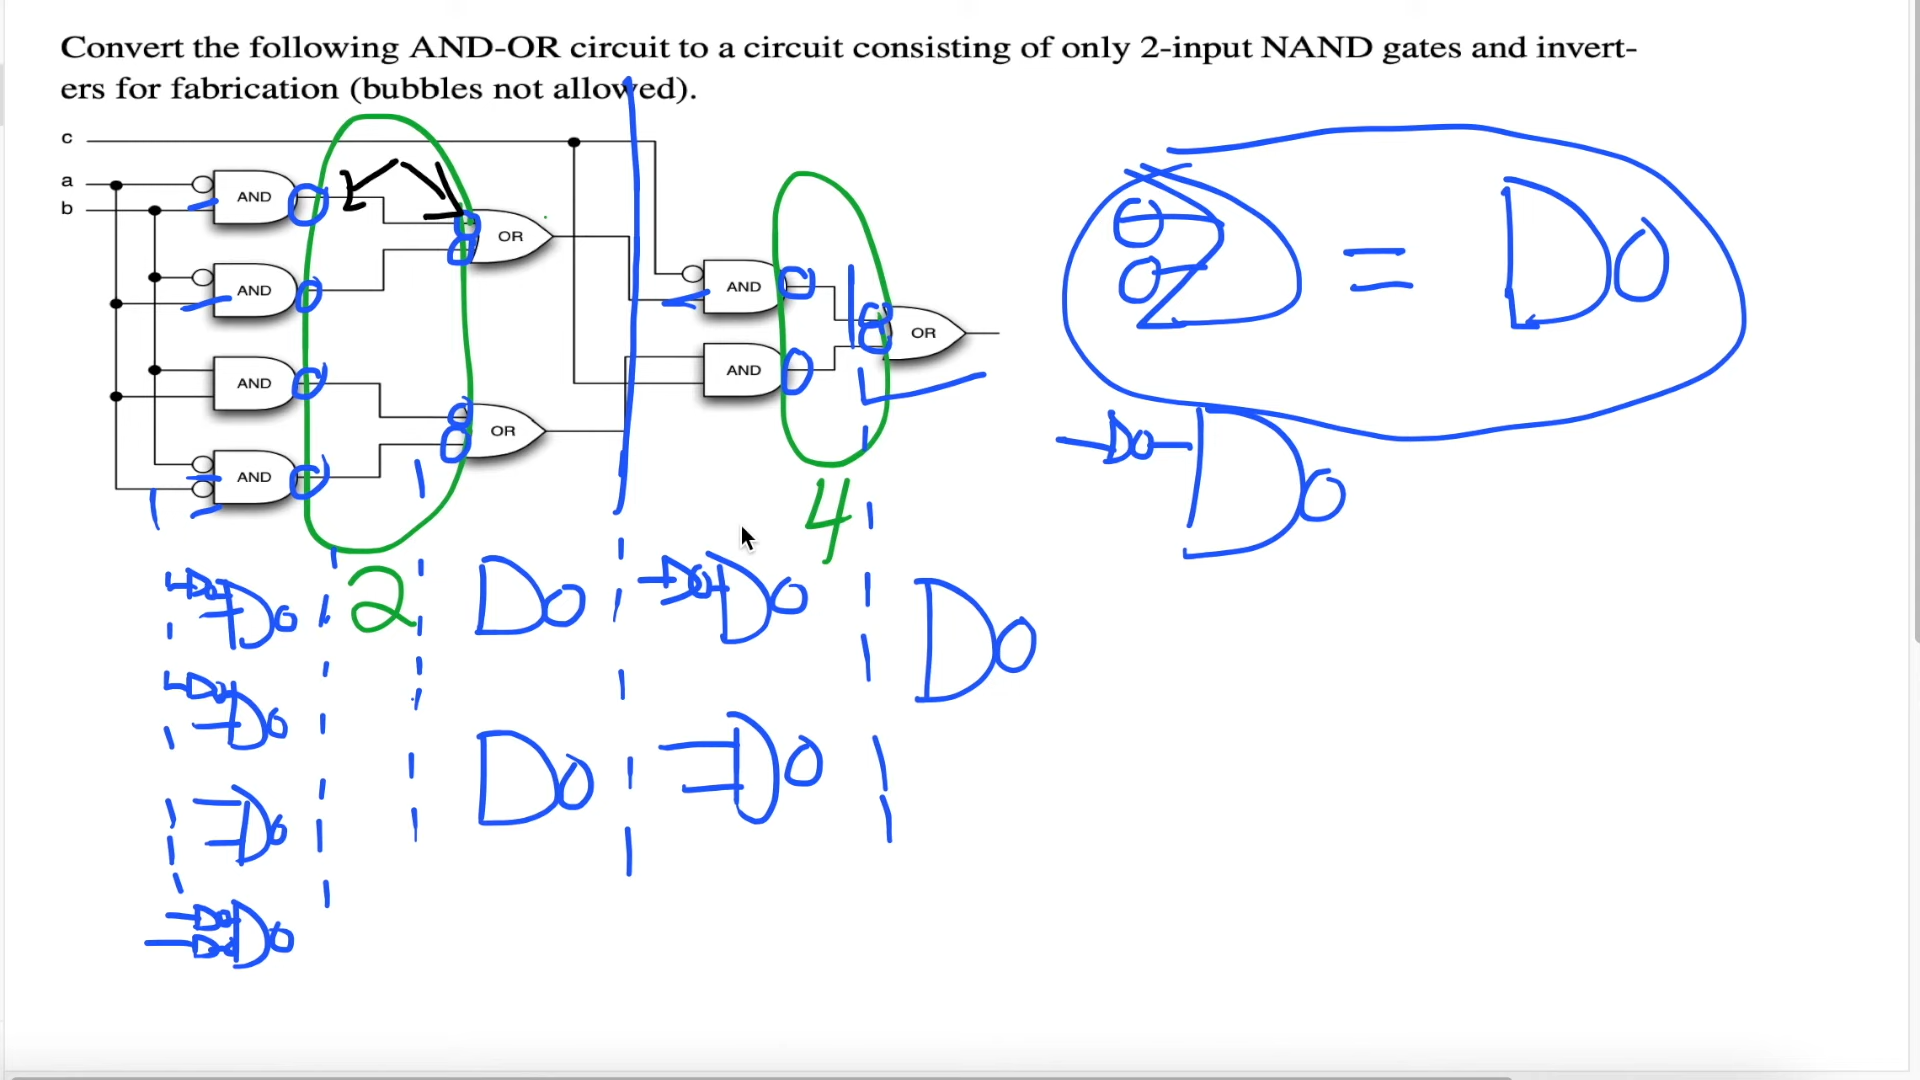 Convert the following AND-OR circuit to a circuit consisting of only 2-input NAND gates and invert-
ers for fabrication (bubbles not allowed).
c
a
b
AND
AND
AND
AND
OR
OR
AND
AND
OR
2
4
=